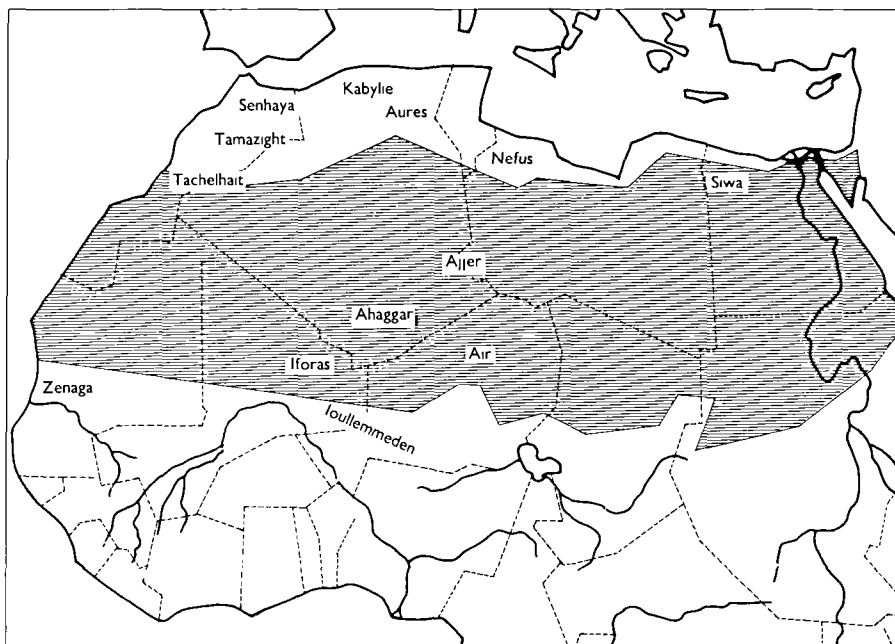 Kabylie
Senhaya
Aures
Tamazight
Nefus
Tachelhait
Siwa
Ajjer
Ahaggar
Air
Iforas
Zenaga
Ioullemmeden